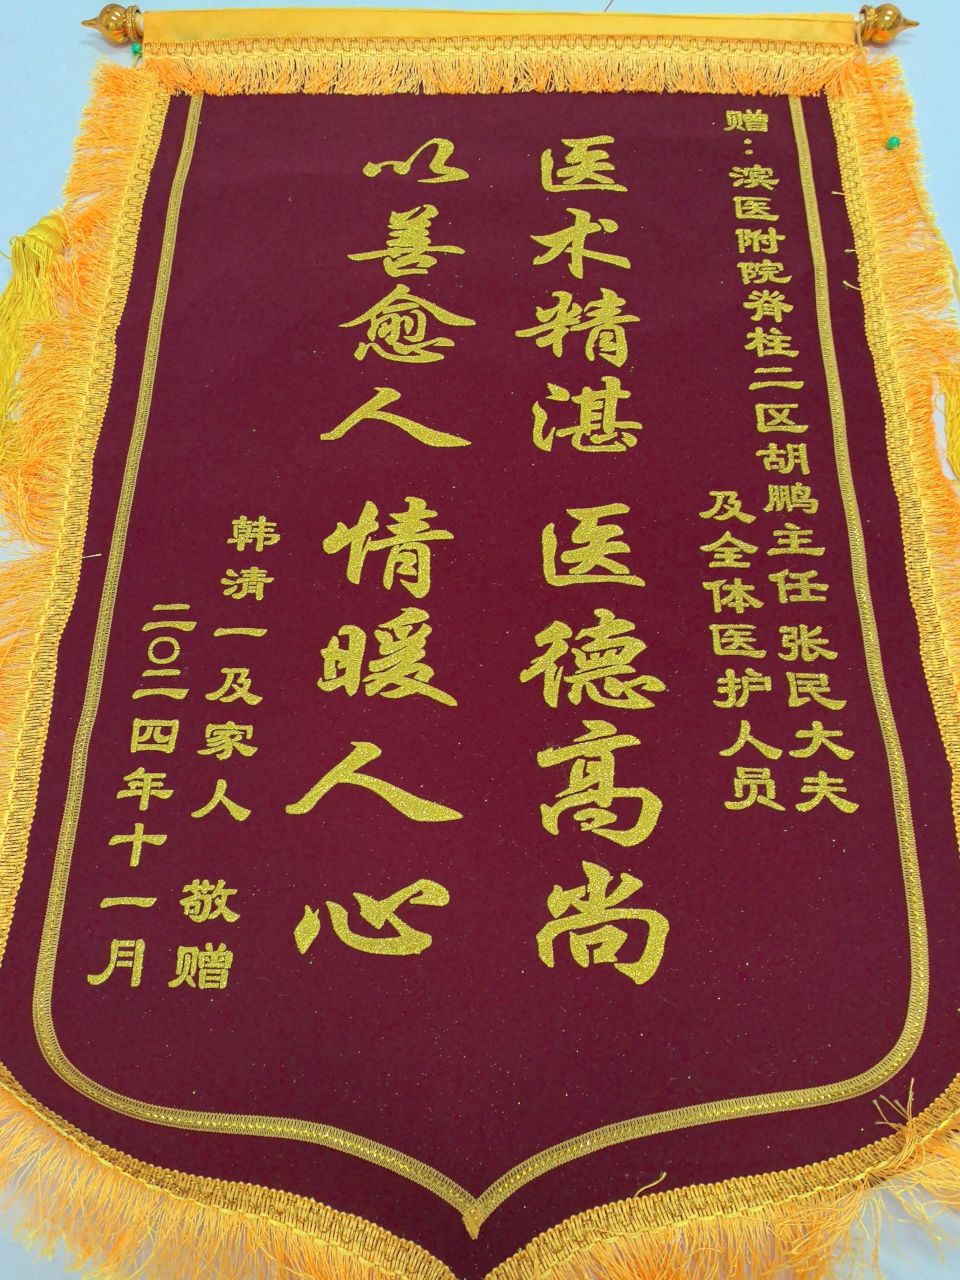 赠：滨医附院脊柱二区胡鹏主任 张民大夫
及全体医护人员
医术精湛 医德高尚
以善愈人 情暖人心
韩清一及家人 敬赠
二〇二四年十一月